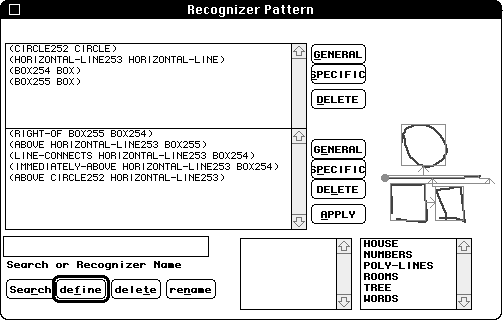 Recognizer Pattern
(CIRCLE252 CIRCLE)
(HORIZONTAL-LINE253 HORIZONTAL-LINE)
(BOX254 BOX)
(BOX255 BOX)
GENERAL
SPECIFIC
DELETE
(RIGHT-OF BOX255 BOX254)
(ABOVE HORIZONTAL-LINE253 BOX255)
(LINE-CONNECTS HORIZONTAL-LINE253 BOX254)
(IMMEDIATELY-ABOVE HORIZONTAL-LINE253 BOX254)
(ABOVE CIRCLE252 HORIZONTAL-LINE253)
GENERAL
SPECIFIC
DELETE
APPLY
Search or Recognizer Name
Search define delete rename
HOUSE
NUMBERS
POLY-LINES
ROOMS
TREE
WORDS